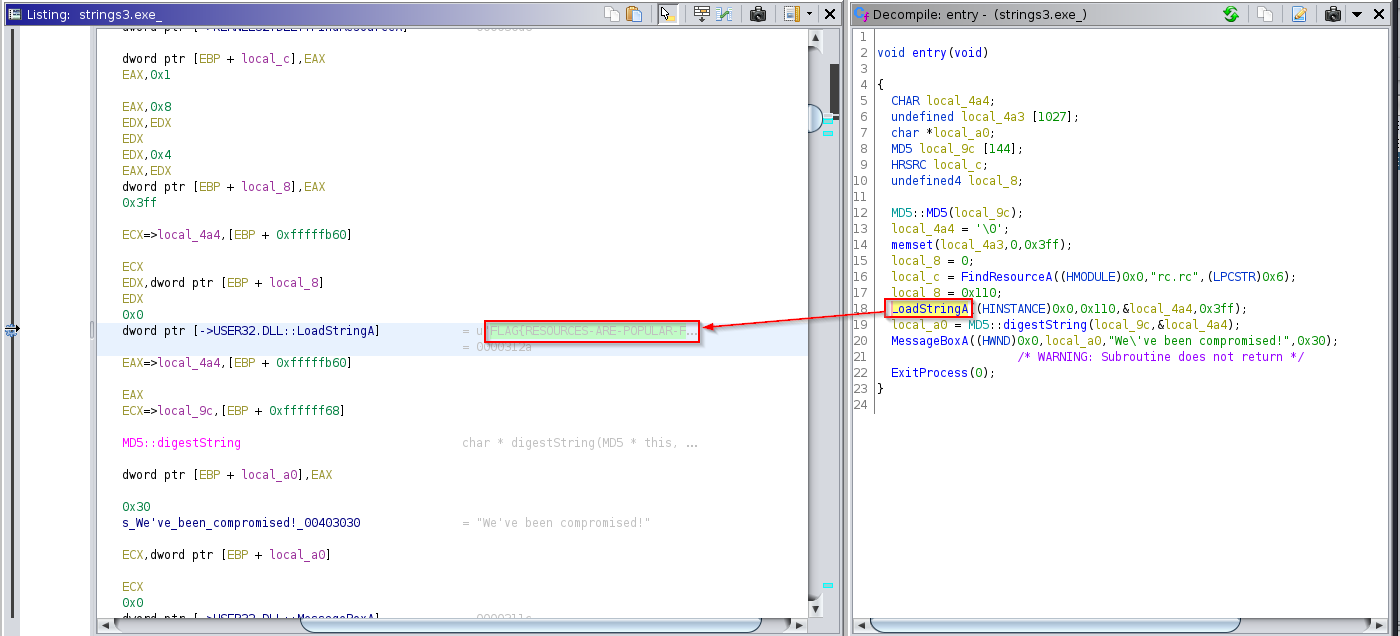 Listing: strings3.exe_
dword ptr [->KERNEL32.DLL::FindResourceA]
dword ptr [EBP + local_c],EAX
EAX,0x1
EAX,0x8
EDX,EDX
EDX
EDX,0x4
EAX,EDX
dword ptr [EBP + local_8],EAX
0x3ff
ECX=>local_4a4,[EBP + 0xfffffb60]
ECX
EDX,dword ptr [EBP + local_8]
EDX
0x0
dword ptr [->USER32.DLL::LoadStringA] = u"FLAG{RESOURCES-ARE-POPULAR-F...
= 0000312a
EAX=>local_4a4,[EBP + 0xfffffb60]
EAX
ECX=>local_9c,[EBP + 0xffffff68]
MD5::digestString char * digestString(MD5 * this, ...
dword ptr [EBP + local_a0],EAX
0x30
s_We've_been_compromised!_00403030 = "We've been compromised!"
ECX,dword ptr [EBP + local_a0]
ECX
0x0
dword ptr [->USER32.DLL::MessageBoxA]
Decompile: entry - (strings3.exe_)
1
2 void entry(void)
3
4 {
5 CHAR local_4a4;
6 undefined local_4a3 [1027];
7 char *local_a0;
8 MD5 local_9c [144];
9 HRSRC local_c;
10 undefined4 local_8;
11
12 MD5::MD5(local_9c);
13 local_4a4 = '\0';
14 memset(local_4a3,0,0x3ff);
15 local_8 = 0;
16 local_c = FindResourceA((HMODULE)0x0,"rc.rc",(LPCSTR)0x6);
17 local_8 = 0x110;
18 LoadStringA((HINSTANCE)0x0,0x110,&local_4a4,0x3ff);
19 local_a0 = MD5::digestString(local_9c,&local_4a4);
20 MessageBoxA((HWND)0x0,local_a0,"We\'ve been compromised!",0x30);
21 /* WARNING: Subroutine does not return */
22 ExitProcess(0);
23 }
24